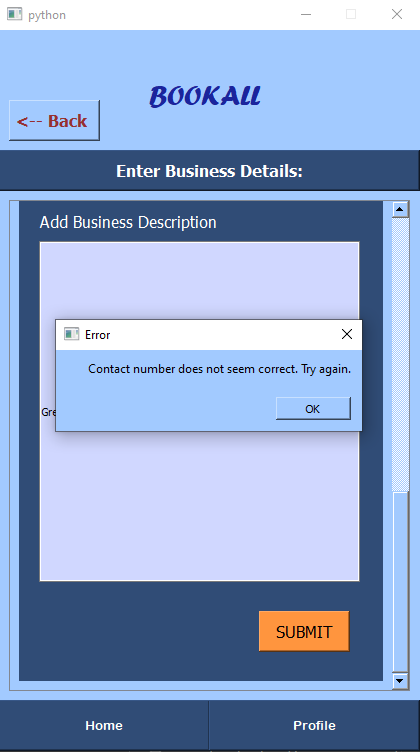 python
BOOKALL
<-- Back
Enter Business Details:
Add Business Description
Error
Contact number does not seem correct. Try again.
OK
SUBMIT
Home
Profile